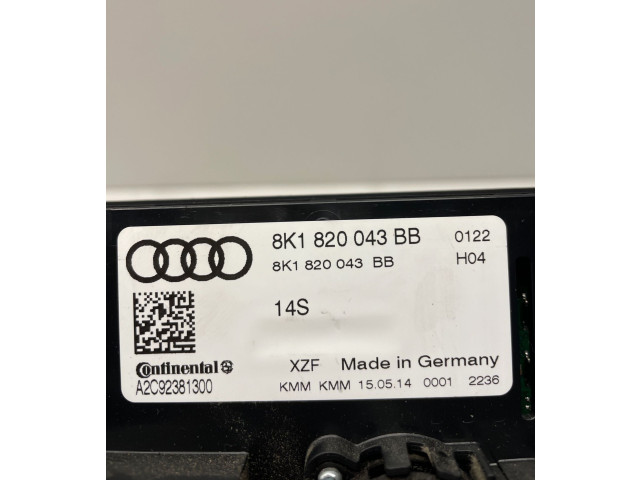 8K1 820 043 BB 0122
8K1 820 043 BB H04
14S
Continental XZF Made in Germany
A2C92381300 KMM KMM 15.05.14 0001 2236